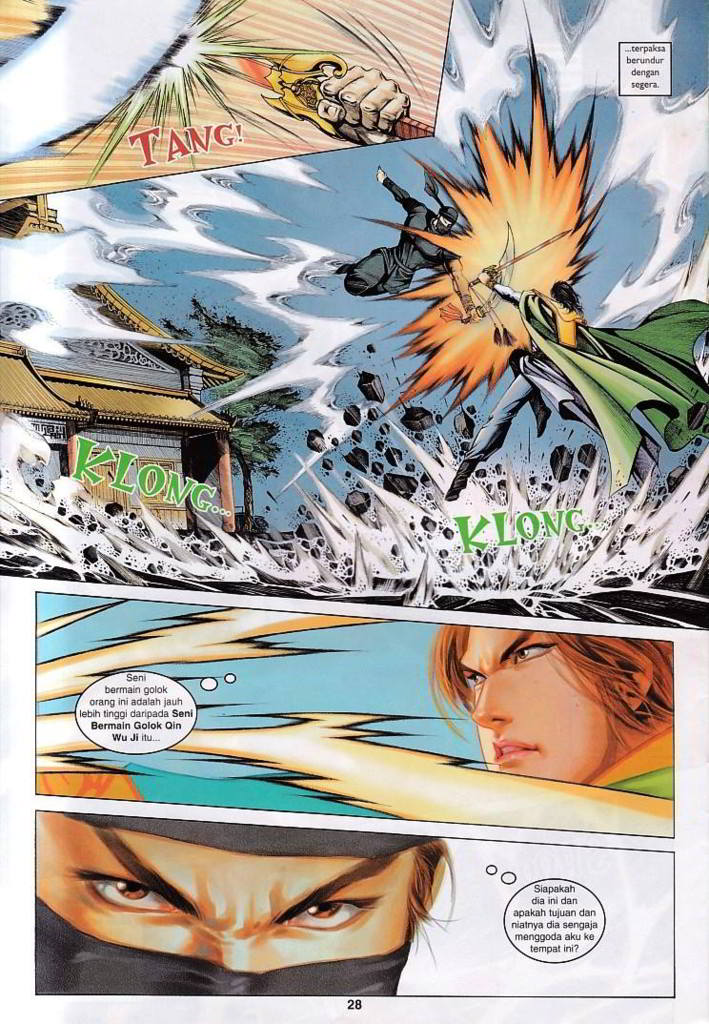 ...terpaksa
berundur
dengan
segera.
TANG!
KLONG...
KLONG...
Seni
bermain golok
orang ini adalah jauh
lebih tinggi daripada Seni
Bermain Golok Qin
Wu Ji itu...
Siapakah
dia ini dan
apakah tujuan dan
niatnya dia sengaja
menggoda aku ke
tempat ini?
28